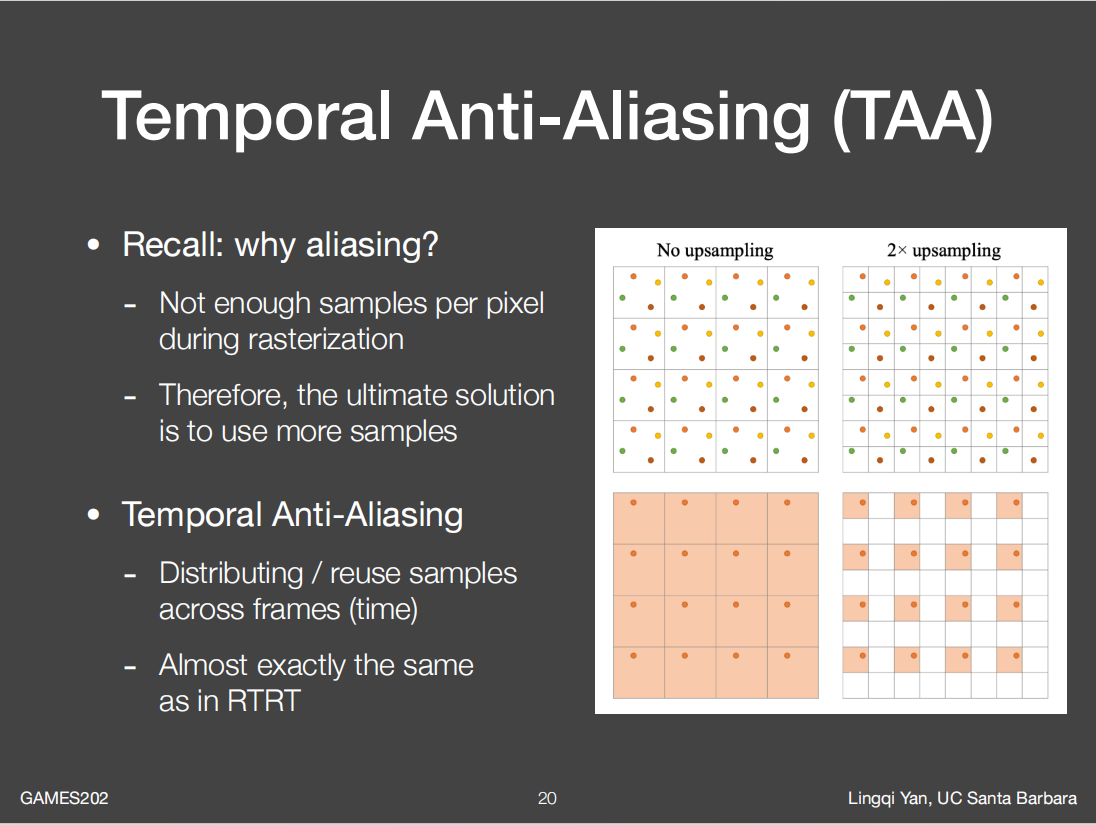 Temporal Anti-Aliasing (TAA)
• Recall: why aliasing?
- Not enough samples per pixel
during rasterization
- Therefore, the ultimate solution
is to use more samples
• Temporal Anti-Aliasing
- Distributing / reuse samples
across frames (time)
- Almost exactly the same
as in RTRT
No upsampling
2× upsampling
GAMES202
20
Lingqi Yan, UC Santa Barbara